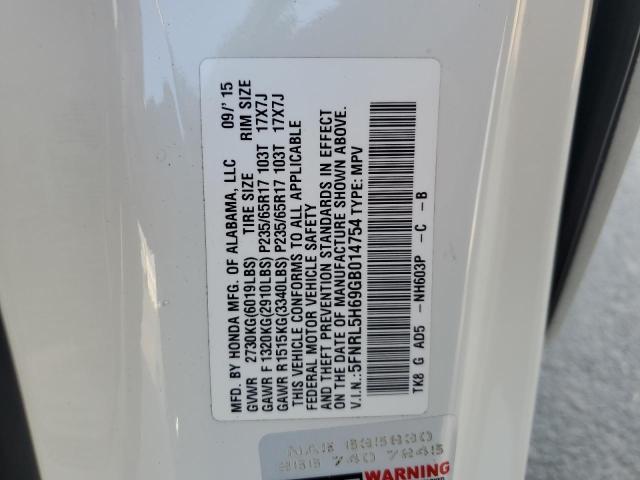 MFD. BY HONDA MFG. OF ALABAMA, LLC 09/'15
GVWR 2730KG(6019LBS) TIRE SIZE RIM SIZE
GAWR F 1320KG(2910LBS) P235/65R17 103T 17X7J
GAWR R1515KG(3340LBS) P235/65R17 103T 17X7J
THIS VEHICLE CONFORMS TO ALL APPLICABLE
FEDERAL MOTOR VEHICLE SAFETY
AND THEFT PREVENTION STANDARDS IN EFFECT
ON THE DATE OF MANUFACTURE SHOWN ABOVE.
V.I.N.: 5FNRL5H69GB014754 TYPE: MPV
TK8 G AD5 - NH603P - C - B
WARNING